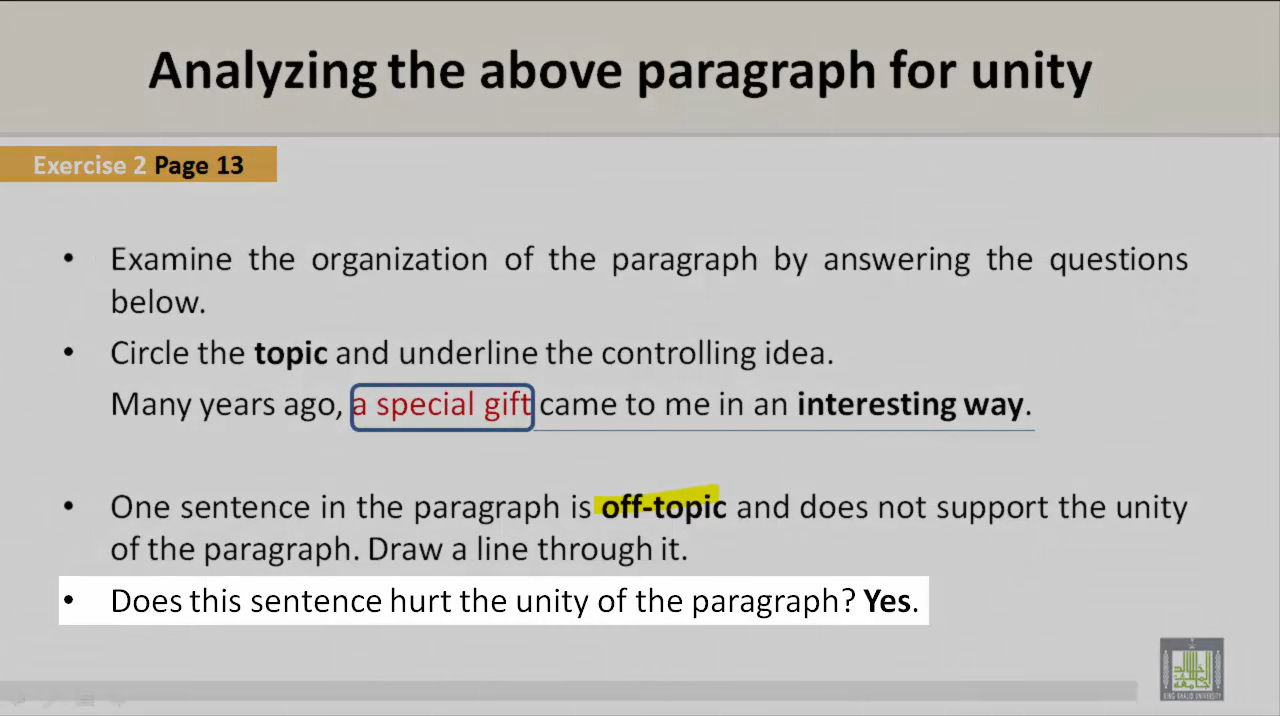 Analyzing the above paragraph for unity
Exercise 2 Page 13
• Examine the organization of the paragraph by answering the questions
below.
• Circle the topic and underline the controlling idea.
Many years ago, a special gift came to me in an interesting way.
• One sentence in the paragraph is off-topic and does not support the unity
of the paragraph. Draw a line through it.
• Does this sentence hurt the unity of the paragraph? Yes.
KING KHALID UNIVERSITY